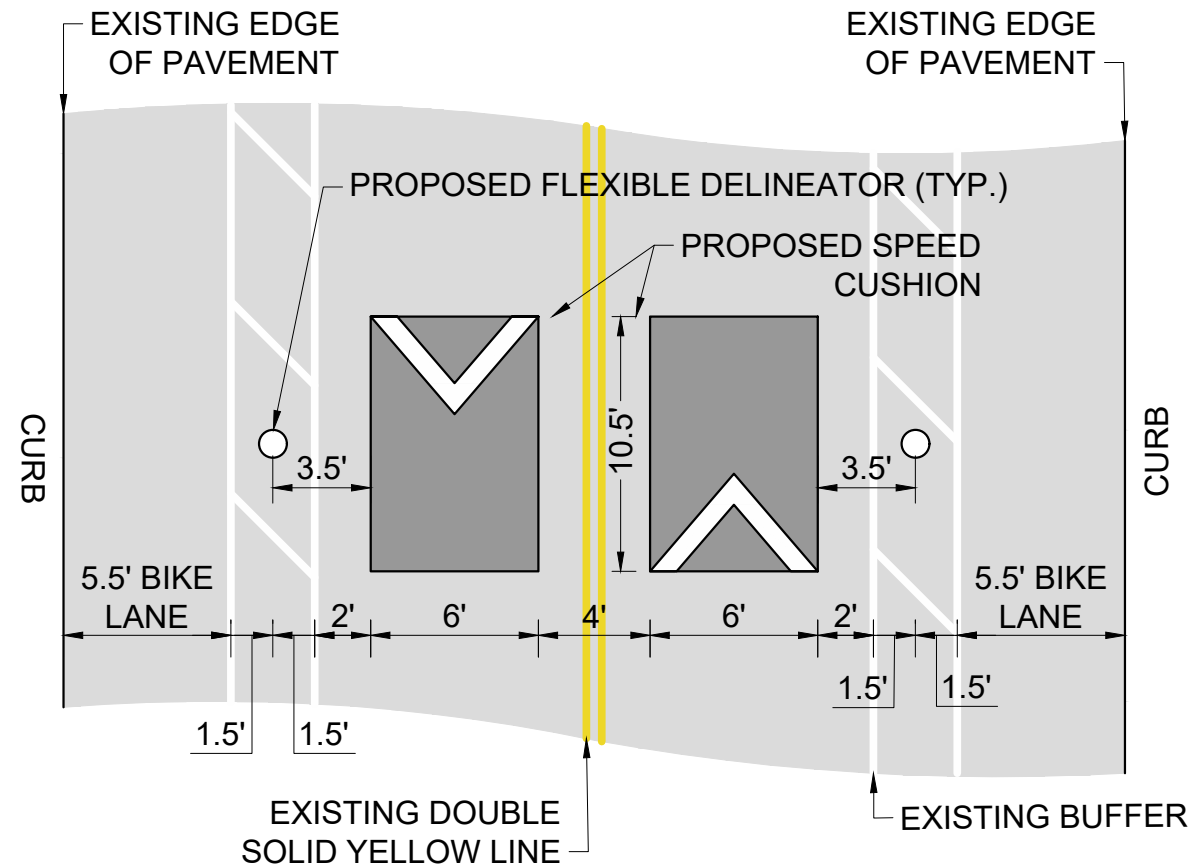 EXISTING EDGE
OF PAVEMENT
EXISTING EDGE
OF PAVEMENT
PROPOSED FLEXIBLE DELINEATOR (TYP.)
PROPOSED SPEED
CUSHION
CURB
3.5'
10.5'
3.5'
CURB
5.5' BIKE
LANE
2'
6'
4'
6'
2'
5.5' BIKE
LANE
1.5'
1.5'
1.5'
1.5'
EXISTING DOUBLE
SOLID YELLOW LINE
EXISTING BUFFER